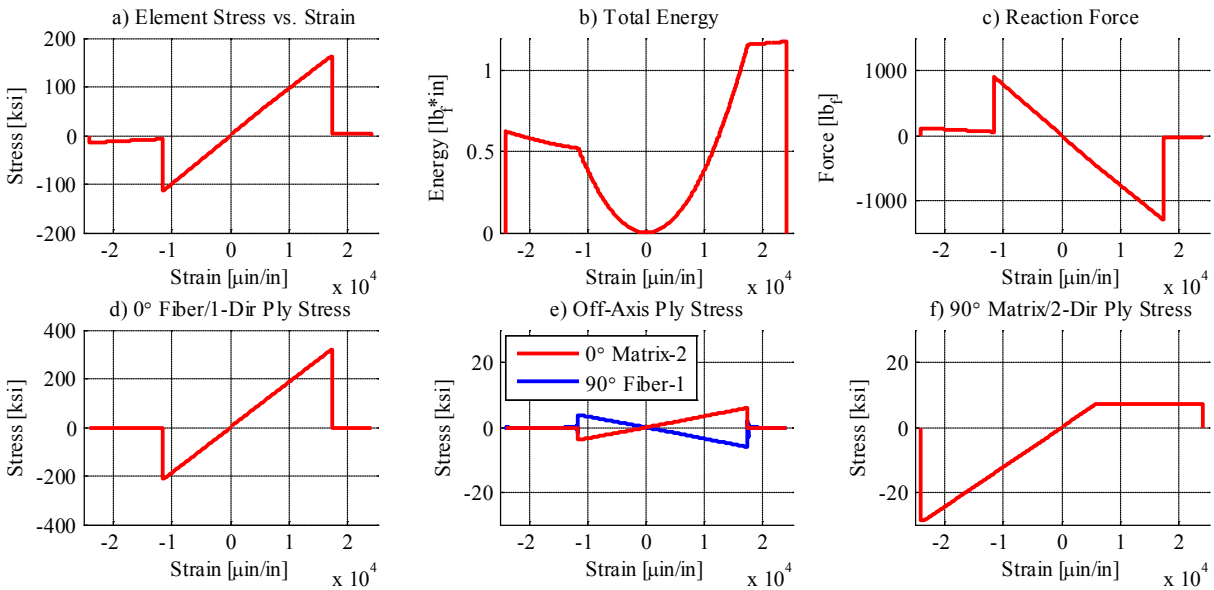 a) Element Stress vs. Strain
Stress [ksi]
200
100
0
-100
-200
-2 -1 0 1 2
Strain [μin/in]
x 10^4
b) Total Energy
Energy [lb_f*in]
1
0.5
0
-2 -1 0 1 2
Strain [μin/in]
x 10^4
c) Reaction Force
Force [lb_f]
1000
0
-1000
-2 -1 0 1 2
Strain [μin/in]
x 10^4
d) 0° Fiber/1-Dir Ply Stress
Stress [ksi]
400
200
0
-200
-400
-2 -1 0 1 2
Strain [μin/in]
x 10^4
e) Off-Axis Ply Stress
Stress [ksi]
20
0
-20
0° Matrix-2
90° Fiber-1
-2 -1 0 1 2
Strain [μin/in]
x 10^4
f) 90° Matrix/2-Dir Ply Stress
Stress [ksi]
20
0
-20
-2 -1 0 1 2
Strain [μin/in]
x 10^4